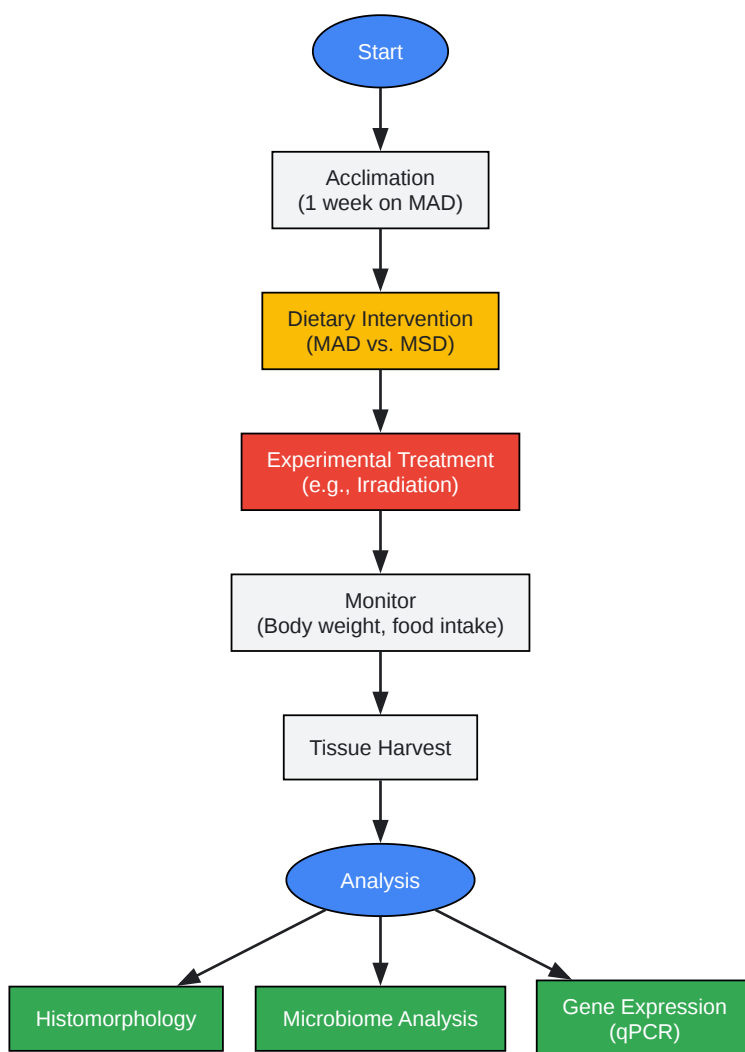 Start
Acclimation
(1 week on MAD)
Dietary Intervention
(MAD vs. MSD)
Experimental Treatment
(e.g., Irradiation)
Monitor
(Body weight, food intake)
Tissue Harvest
Analysis
Histomorphology
Microbiome Analysis
Gene Expression
(qPCR)